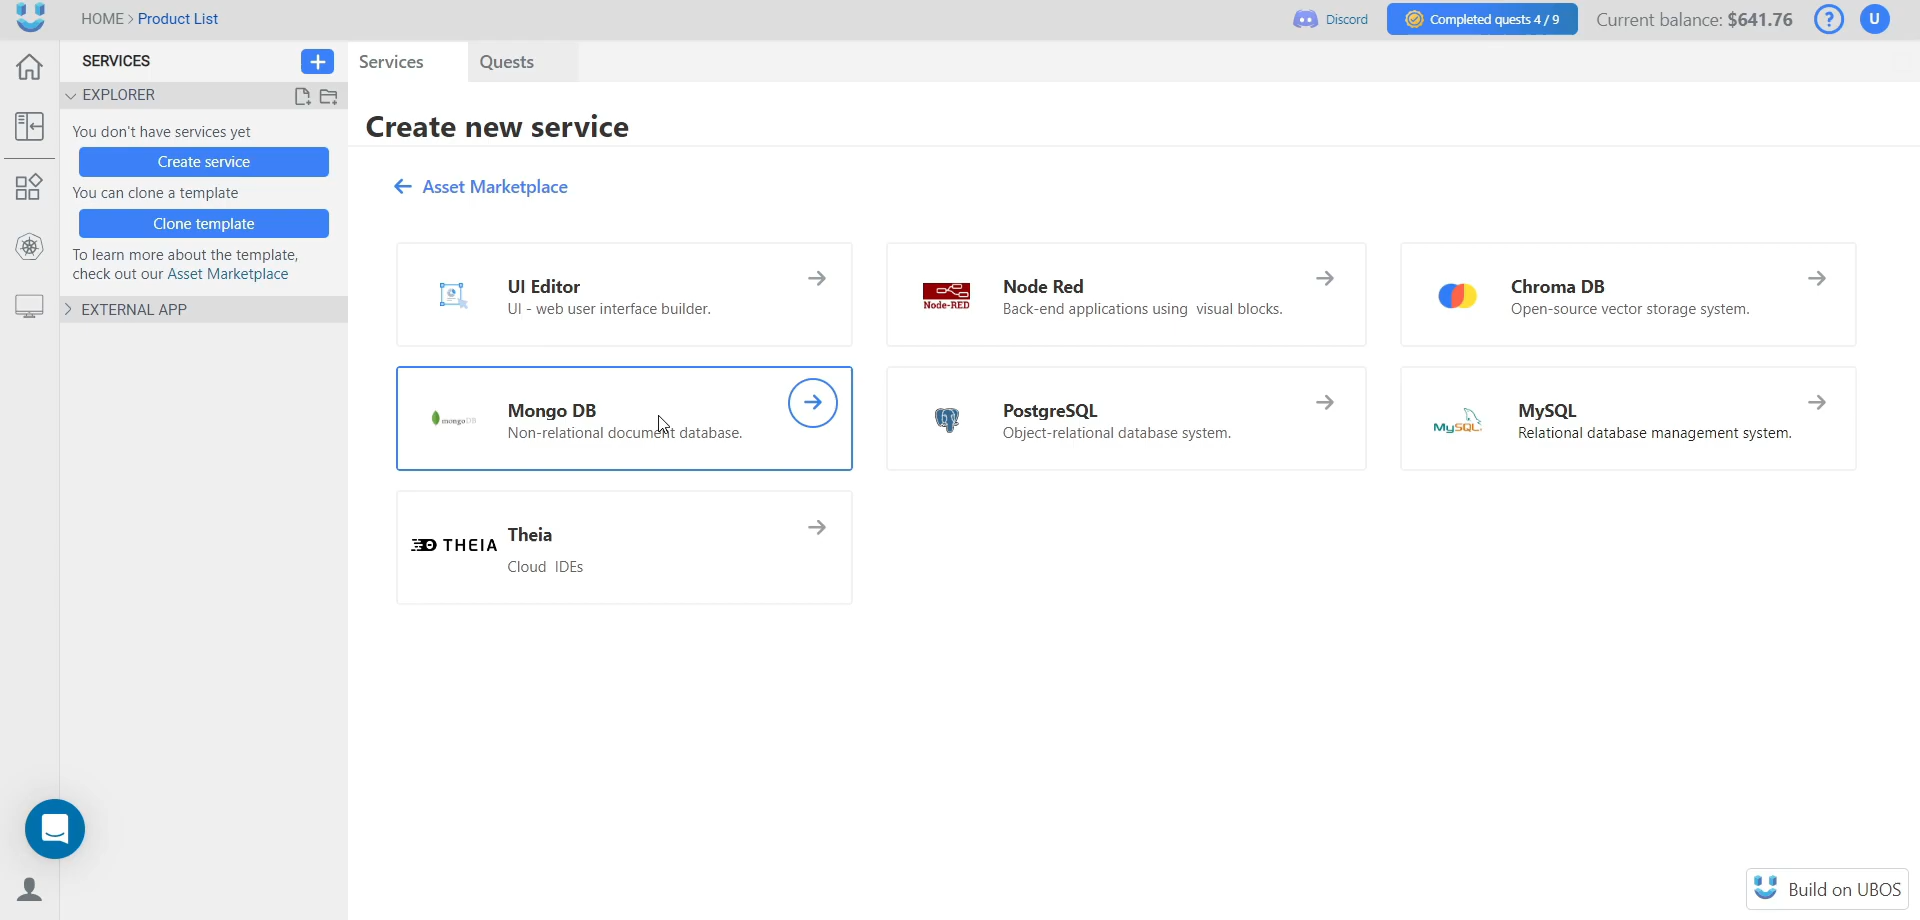 HOME > Product List
Discord
Completed quests 4 / 9
Current balance: $641.76
?
U
SERVICES
+
Services
Quests
EXPLORER
You don't have services yet
Create service
You can clone a template
Clone template
To learn more about the template,
check out our Asset Marketplace
EXTERNAL APP
Create new service
← Asset Marketplace
UI Editor
UI - web user interface builder.
Node-RED
Node Red
Back-end applications using visual blocks.
Chroma DB
Open-source vector storage system.
mongoDB
Mongo DB
Non-relational document database.
PostgreSQL
Object-relational database system.
MySQL
MySQL
Relational database management system.
THEIA
Theia
Cloud IDEs
Build on UBOS